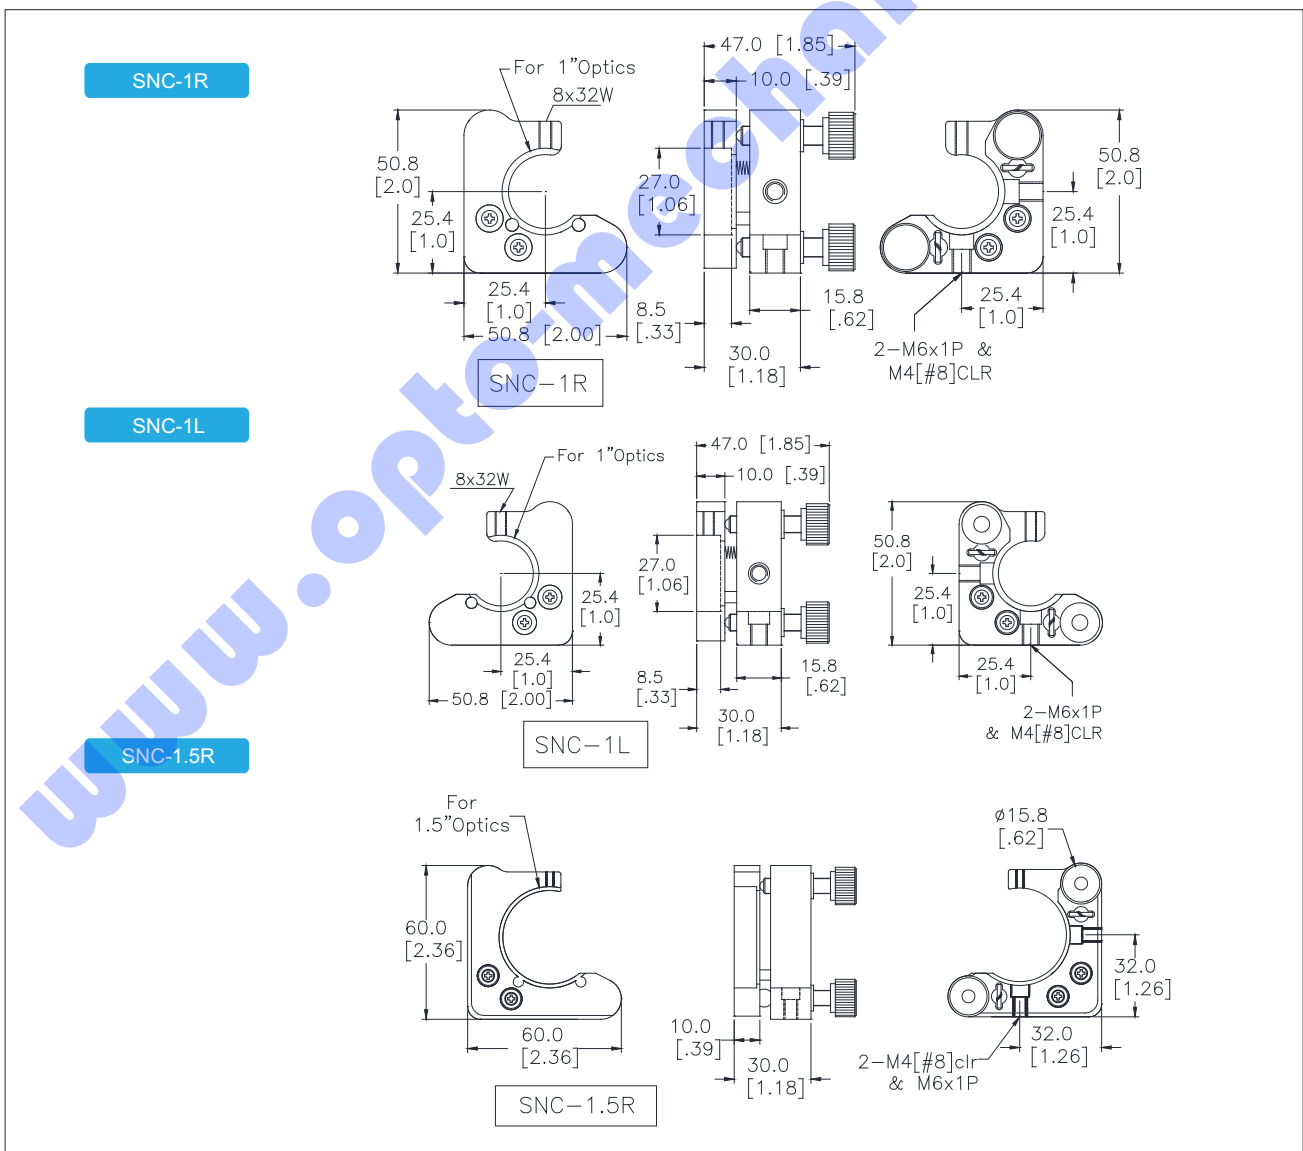 SNC-1R
For 1"Optics
8x32W
50.8
[2.0]
25.4
[1.0]
25.4
[1.0]
50.8 [2.00]
SNC-1R
47.0 [1.85]
10.0 [.39]
27.0
[1.06]
8.5
[.33]
15.8
[.62]
30.0
[1.18]
50.8
[2.0]
25.4
[1.0]
25.4
[1.0]
2-M6x1P &
M4[#8]CLR
SNC-1L
8x32W
For 1"Optics
25.4
[1.0]
25.4
[1.0]
50.8 [2.00]
SNC-1L
47.0 [1.85]
10.0 [.39]
27.0
[1.06]
8.5
[.33]
15.8
[.62]
30.0
[1.18]
50.8
[2.0]
25.4
[1.0]
25.4
[1.0]
2-M6x1P
& M4[#8]CLR
SNC-1.5R
For
1.5"Optics
60.0
[2.36]
60.0
[2.36]
SNC-1.5R
10.0
[.39]
30.0
[1.18]
ø15.8
[.62]
32.0
[1.26]
32.0
[1.26]
2-M4[#8]clr
& M6x1P
www.opto-mechan